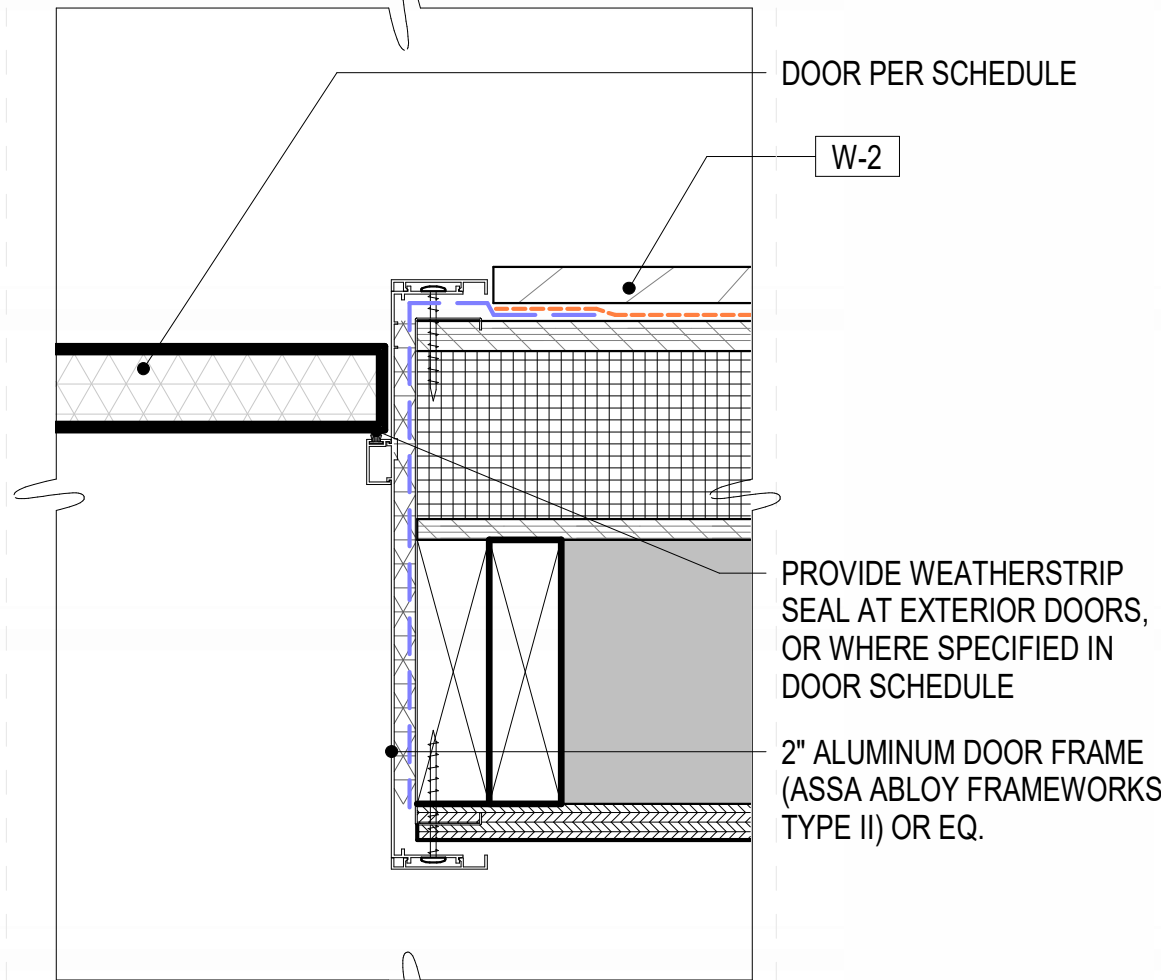 DOOR PER SCHEDULE
W-2
PROVIDE WEATHERSTRIP
SEAL AT EXTERIOR DOORS,
OR WHERE SPECIFIED IN
DOOR SCHEDULE
2" ALUMINUM DOOR FRAME
(ASSA ABLOY FRAMEWORKS
TYPE II) OR EQ.